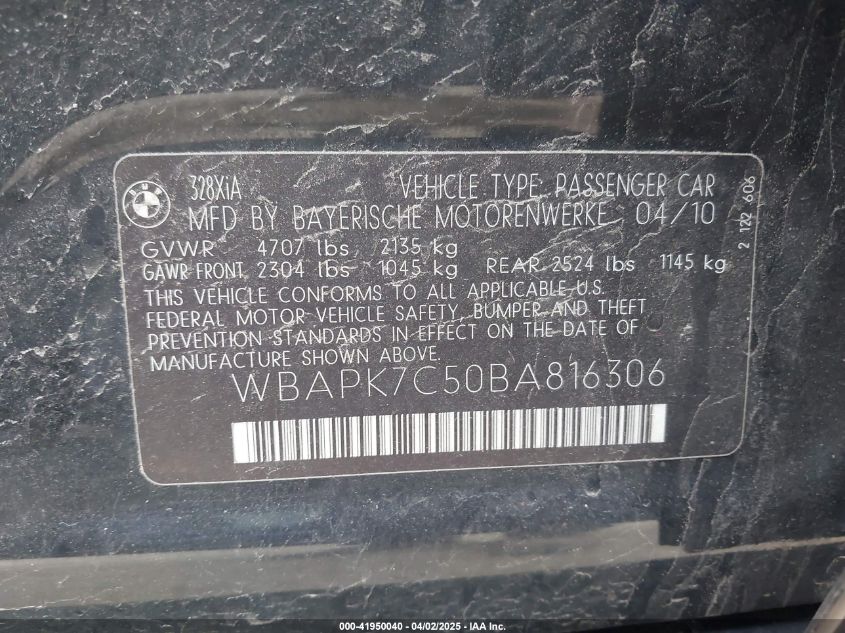 BMW
328XiA VEHICLE TYPE: PASSENGER CAR
MFD BY BAYERISCHE MOTORENWERKE 04/10
GVWR 4707 lbs 2135 kg
GAWR FRONT 2304 lbs 1045 kg REAR 2524 lbs 1145 kg
THIS VEHICLE CONFORMS TO ALL APPLICABLE U.S.
FEDERAL MOTOR VEHICLE SAFETY, BUMPER AND THEFT
PREVENTION STANDARDS IN EFFECT ON THE DATE OF
MANUFACTURE SHOWN ABOVE.
WBAPK7C50BA816306
2 122 606
000-41950040 - 04/02/2025 - IAA Inc.